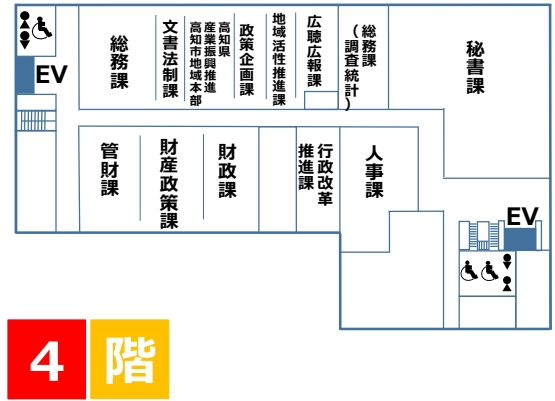 EV
総務課
文書法制課
高知県
産業振興推進
高知市地域本部
政策企画課
地域活性推進課
広聴広報課
総務課
（調査統計）
秘書課
管財課
財産政策課
財政課
行政改革
推進課
人事課
EV
4階